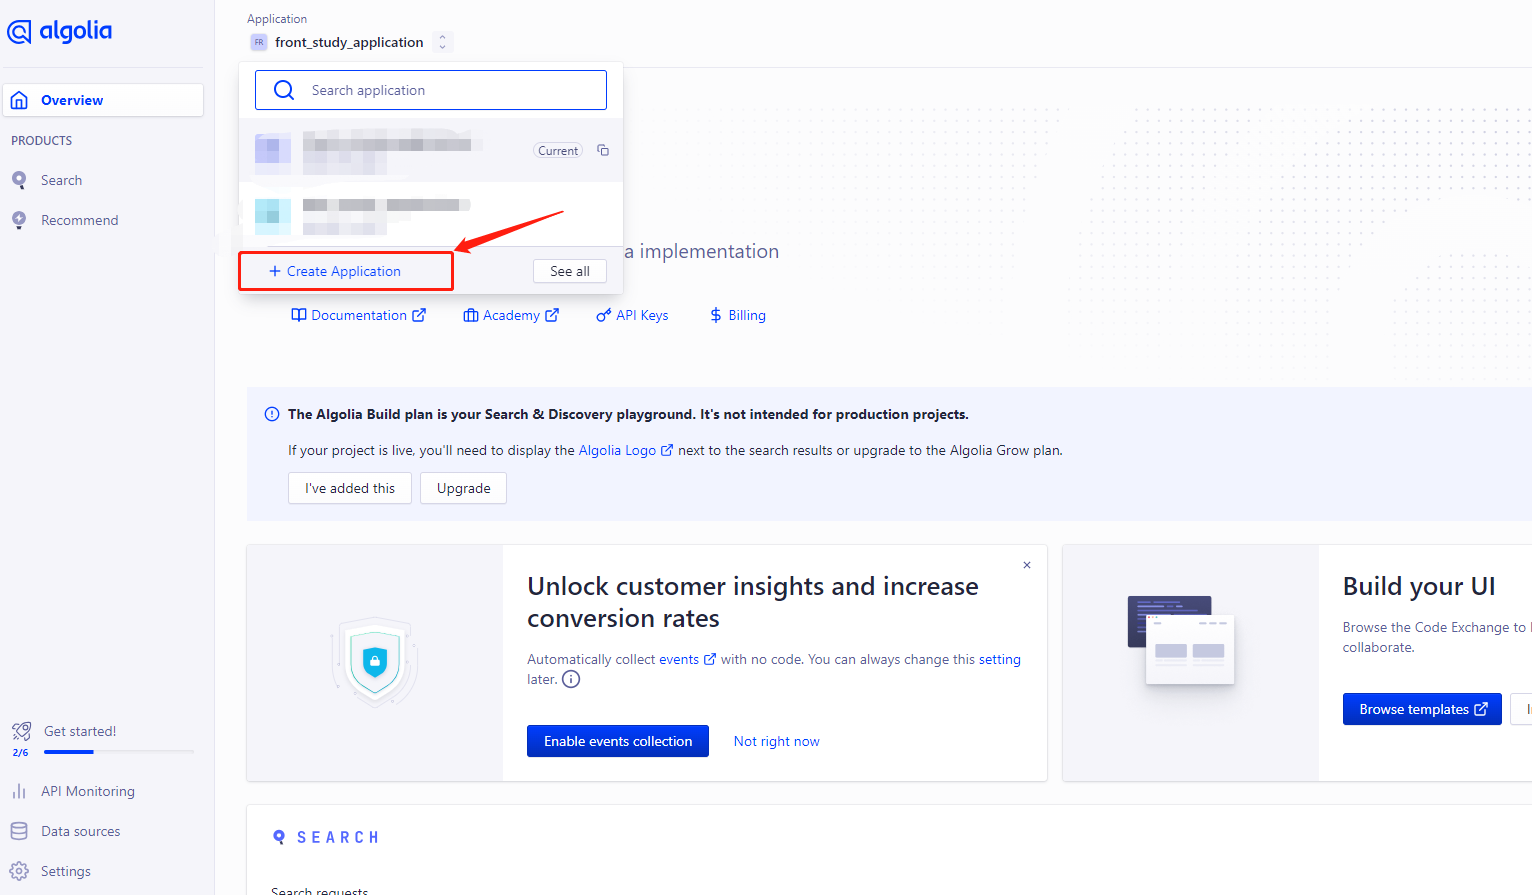 algolia
Application
FR front_study_application
Search application
Overview
Current
PRODUCTS
Search
Recommend
a implementation
+ Create Application
See all
Documentation
Academy
API Keys
Billing
The Algolia Build plan is your Search & Discovery playground. It's not intended for production projects.
If your project is live, you'll need to display the Algolia Logo next to the search results or upgrade to the Algolia Grow plan.
I've added this
Upgrade
Unlock customer insights and increase
conversion rates
Automatically collect events with no code. You can always change this setting
later.
Enable events collection
Not right now
Build your UI
Browse the Code Exchange to
collaborate.
Browse templates
Get started!
2/6
API Monitoring
Data sources
Settings
SEARCH
Search requests